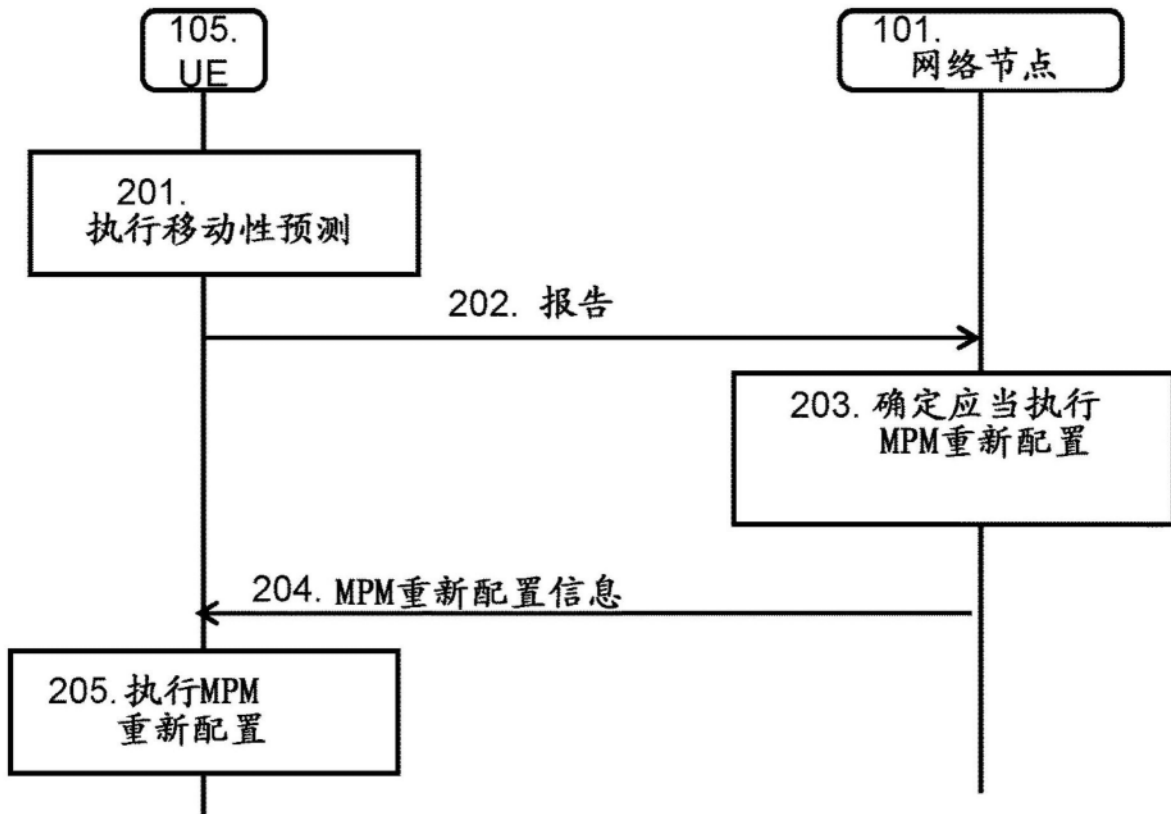 105.
UE
101.
网络节点
201.
执行移动性预测
202. 报告
203. 确定应当执行
MPM重新配置
204. MPM重新配置信息
205. 执行MPM
重新配置